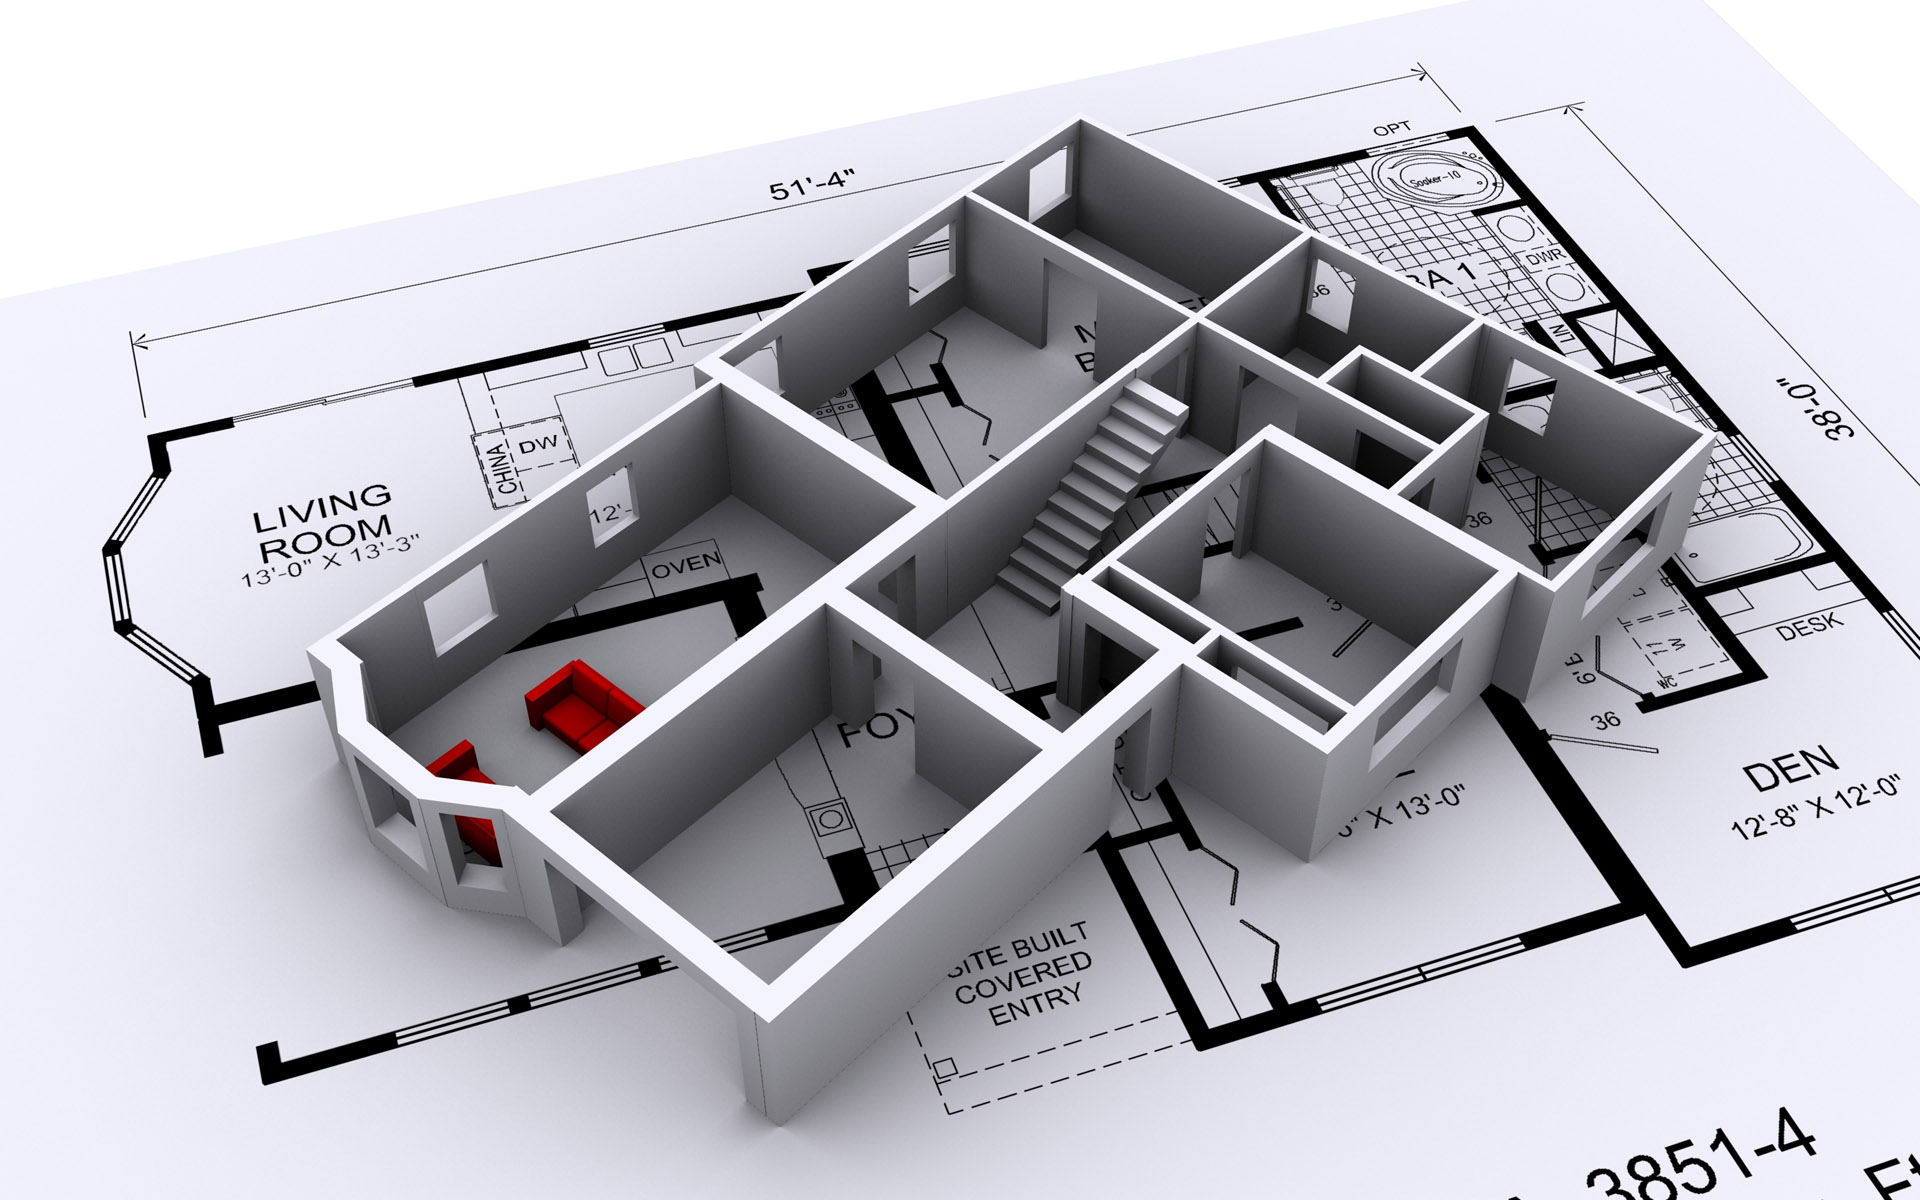 51'-4"
OPT
Soaker-10
DWR
BA 1
LIN
38'-0"
36
DW
CHINA
LIVING
ROOM
13'-0" X 13'-3"
12'-
OVEN
36
DESK
W
WC
36
DEN
12'-8" X 12'-0"
X 13'-0"
SITE BUILT
COVERED
ENTRY
3851-4